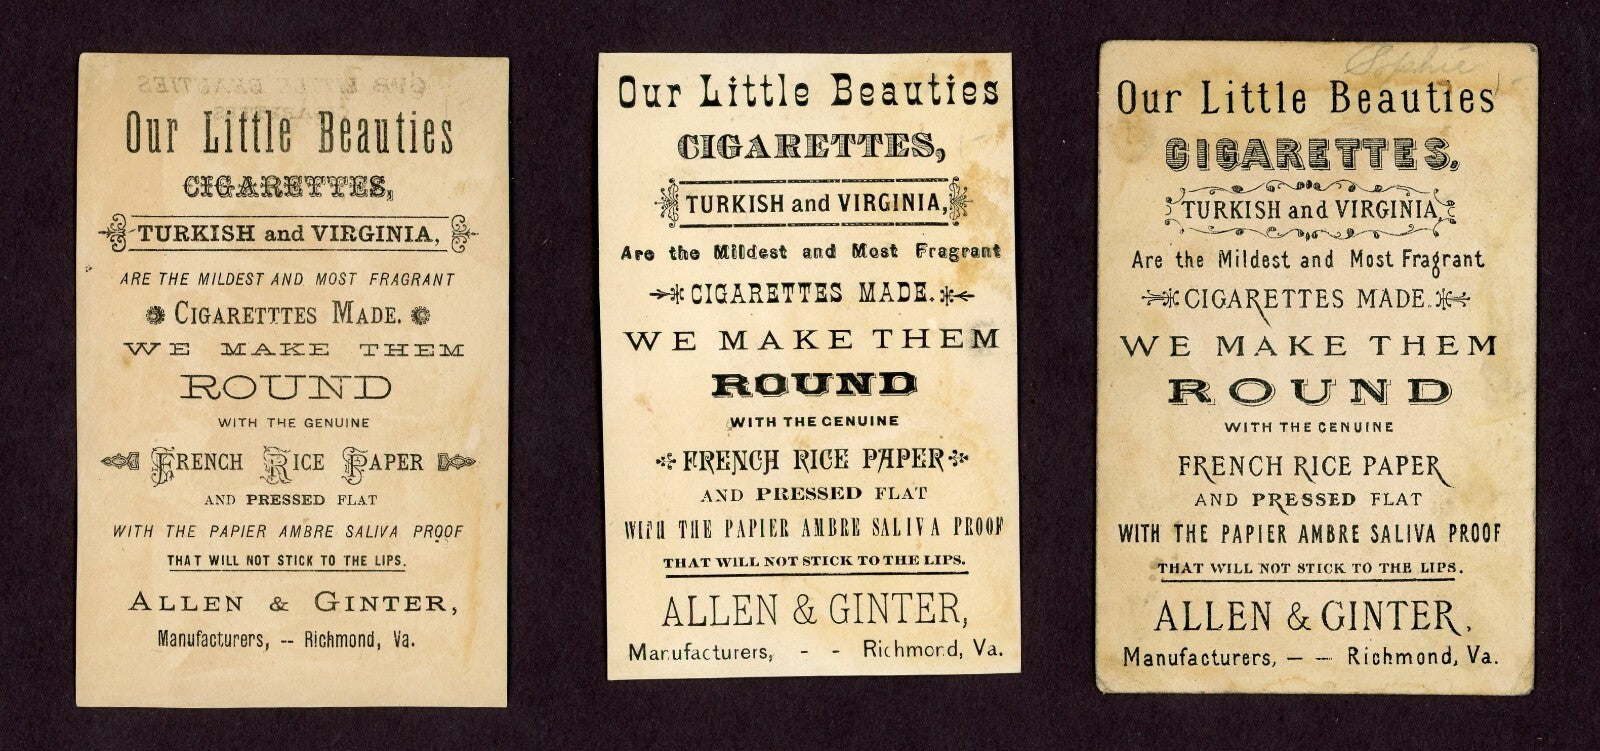 OUR LITTLE BEAUTIES
CIGARETTES
Our Little Beauties
CIGARETTES,
TURKISH and VIRGINIA,
ARE THE MILDEST AND MOST FRAGRANT
CIGARETTTES MADE.
WE MAKE THEM
ROUND
WITH THE GENUINE
FRENCH RICE PAPER
AND PRESSED FLAT
WITH THE PAPIER AMBRE SALIVA PROOF
THAT WILL NOT STICK TO THE LIPS.
ALLEN & GINTER,
Manufacturers, -- Richmond, Va.
Our Little Beauties
CIGARETTES,
TURKISH and VIRGINIA,
Are the Mildest and Most Fragrant
CIGARETTES MADE.
WE MAKE THEM
ROUND
WITH THE GENUINE
FRENCH RICE PAPER
AND PRESSED FLAT
WITH THE PAPIER AMBRE SALIVA PROOF
THAT WILL NOT STICK TO THE LIPS.
ALLEN & GINTER,
Manufacturers, - - Richmond, Va.
Sophie
Our Little Beauties
CIGARETTES,
TURKISH and VIRGINIA,
Are the Mildest and Most Fragrant
CIGARETTES MADE.
WE MAKE THEM
ROUND
WITH THE GENUINE
FRENCH RICE PAPER
AND PRESSED FLAT
WITH THE PAPIER AMBRE SALIVA PROOF
THAT WILL NOT STICK TO THE LIPS.
ALLEN & GINTER,
Manufacturers, – – Richmond, Va.